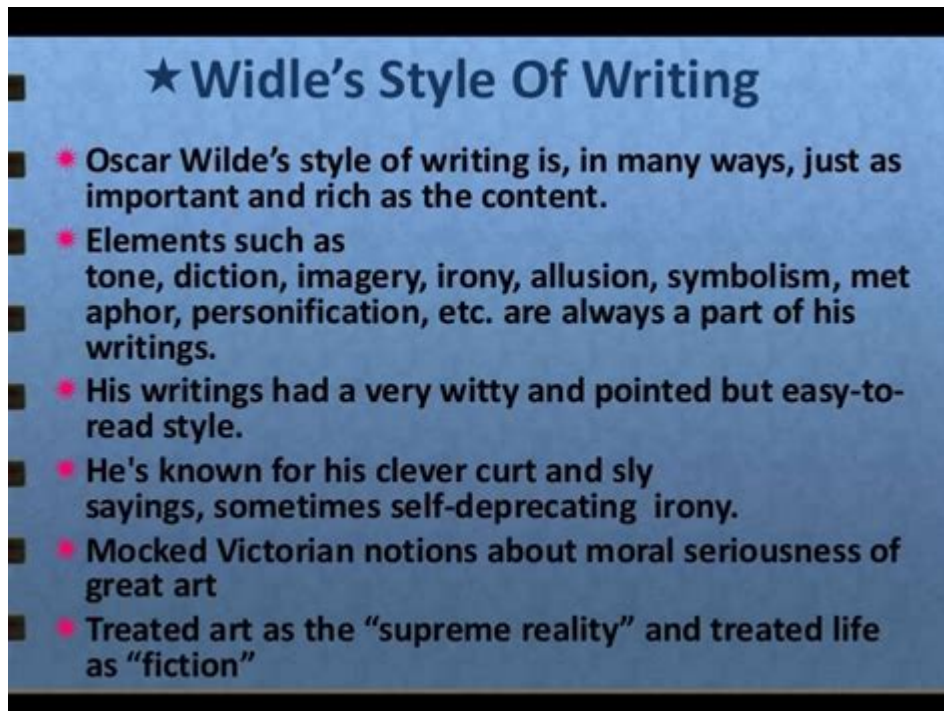 ★Widle's Style Of Writing
Oscar Wilde's style of writing is, in many ways, just as
important and rich as the content.
Elements such as
tone, diction, imagery, irony, allusion, symbolism, met
aphor, personification, etc. are always a part of his
writings.
His writings had a very witty and pointed but easy-to-
read style.
He's known for his clever curt and sly
sayings, sometimes self-deprecating irony.
Mocked Victorian notions about moral seriousness of
great art
Treated art as the “supreme reality” and treated life
as “fiction”